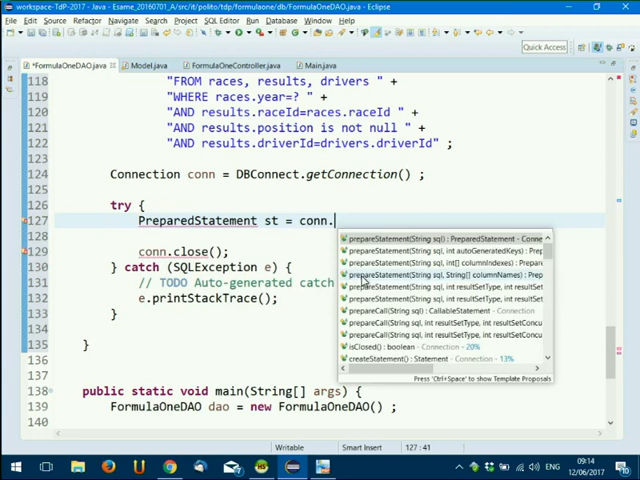 workspace-TdP-2017 - Java - Esame_20160701_A/src/it/polito/tdp/formulaone/db/FormulaOneDAO.java - Eclipse
File Edit Source Refactor Navigate Search Project SQL Editor Run Database Window Help
Quick Access
*FormulaOneDAO.java Model.java FormulaOneController.java Main.java
118 "FROM races, results, drivers " +
119 "WHERE races.year=? " +
120 "AND results.raceId=races.raceId " +
121 "AND results.position is not null " +
122 "AND results.driverId=drivers.driverId" ;
123
124 Connection conn = DBConnect.getConnection() ;
125
126 try {
127 PreparedStatement st = conn.
128
129 conn.close();
130 } catch (SQLException e) {
131 // TODO Auto-generated catch
132 e.printStackTrace();
133 }
134
135 }
136
137
138 public static void main(String[] args) {
139 FormulaOneDAO dao = new FormulaOneDAO() ;
140
prepareStatement(String sql) : PreparedStatement - Conne
prepareStatement(String sql, int autoGeneratedKeys) : Prep
prepareStatement(String sql, int[] columnIndexes) : Prepare
prepareStatement(String sql, String[] columnNames) : Prep
prepareStatement(String sql, int resultSetType, int resultSet
prepareStatement(String sql, int resultSetType, int resultSet
prepareCall(String sql) : CallableStatement - Connection
prepareCall(String sql, int resultSetType, int resultSetConcu
prepareCall(String sql, int resultSetType, int resultSetConcu
isClosed() : boolean - Connection - 20%
createStatement() : Statement - Connection - 13%
Press 'Ctrl+Space' to show Template Proposals
Writable Smart Insert 127 : 41
ENG
09:14
12/06/2017